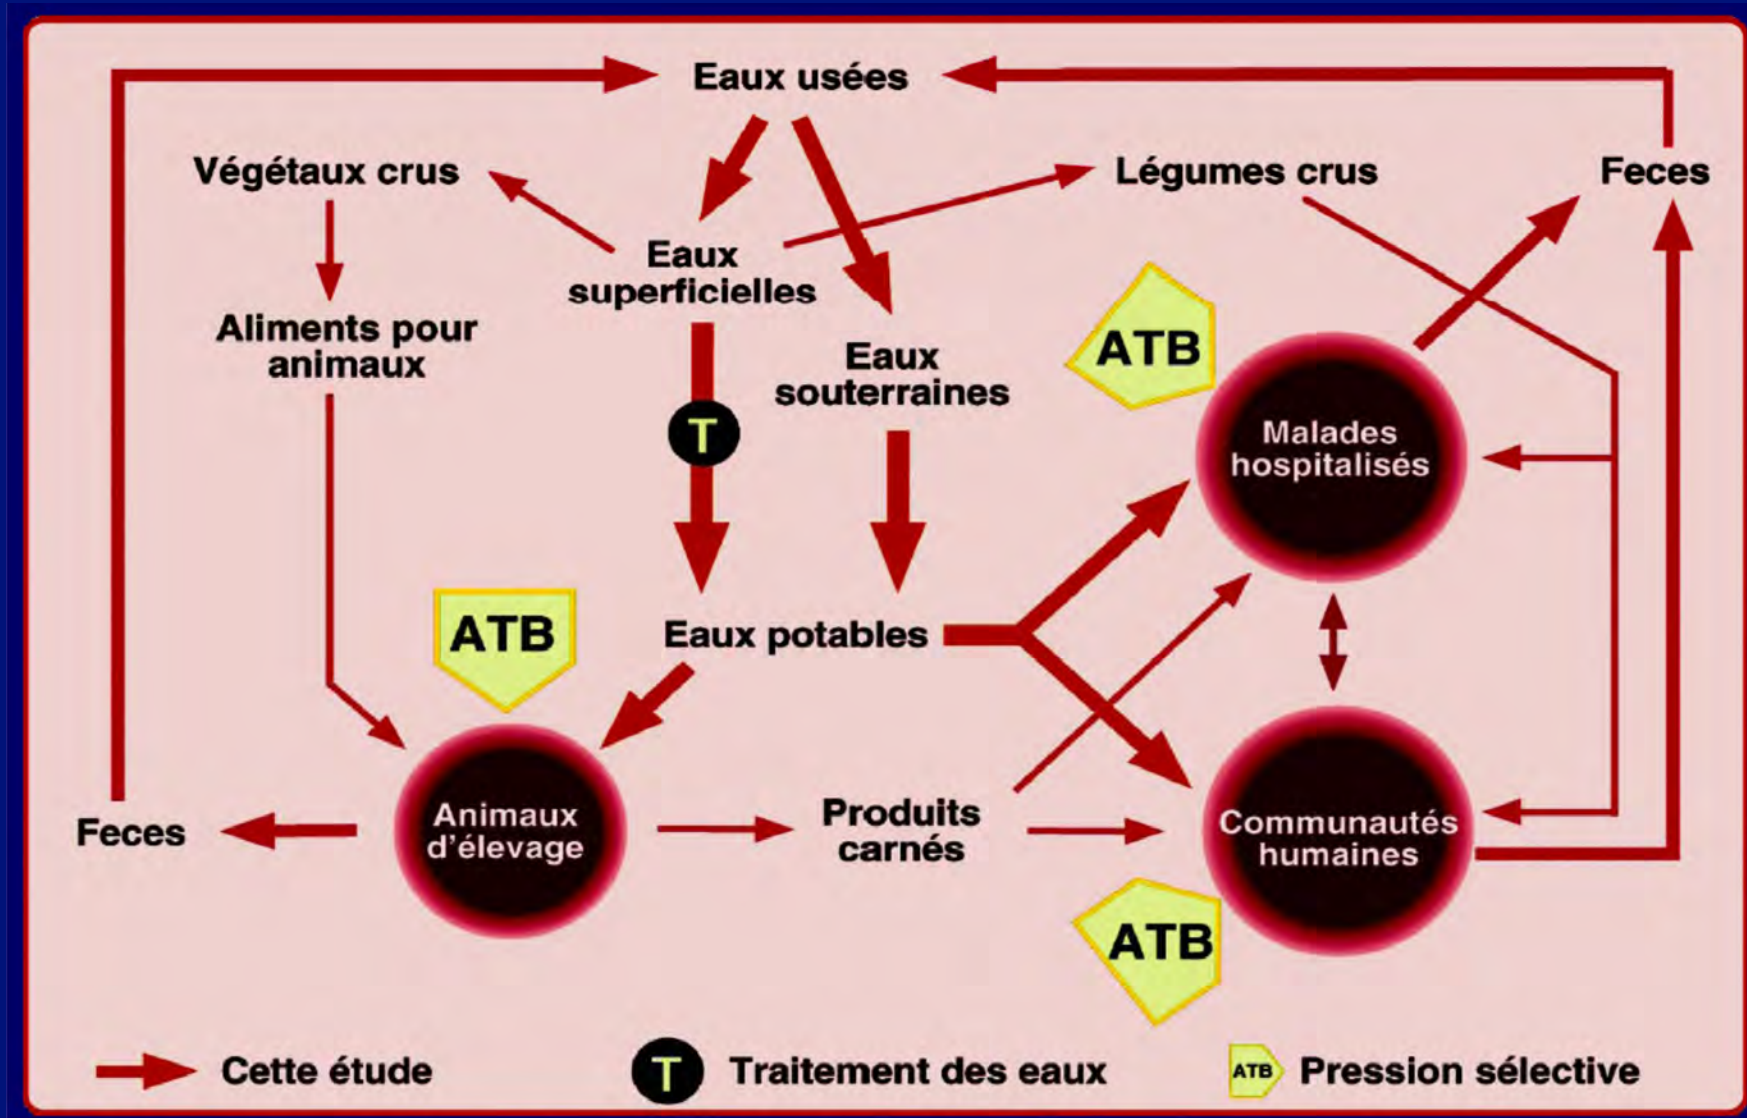 Eaux usées
Végétaux crus
Légumes crus
Feces
Eaux
superficielles
Aliments pour
animaux
Eaux
souterraines
ATB
T
Malades
hospitalisés
ATB
Eaux potables
Feces
Animaux
d'élevage
Produits
carnés
Communautés
humaines
ATB
Cette étude
T Traitement des eaux
ATB Pression sélective